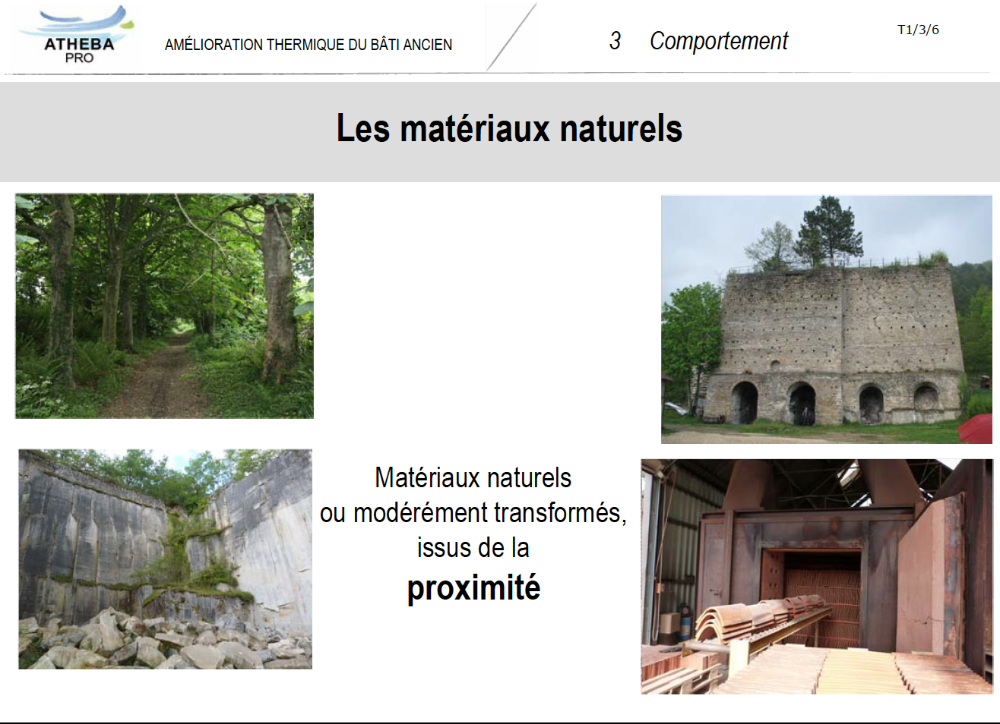 ATHEBA
PRO
AMÉLIORATION THERMIQUE DU BÂTI ANCIEN
3 Comportement
T1/3/6
Les matériaux naturels
Matériaux naturels
ou modérément transformés,
issus de la
proximité